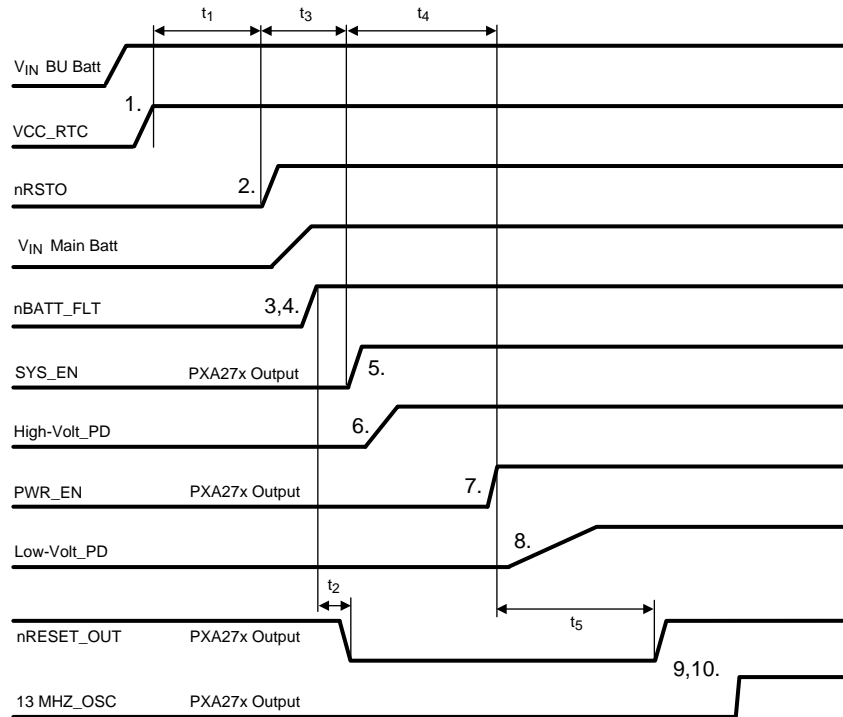 t1 t3 t4
VIN BU Batt
1.
VCC_RTC
nRSTO 2.
VIN Main Batt
nBATT_FLT 3,4.
SYS_EN PXA27x Output 5.
High-Volt_PD 6.
PWR_EN PXA27x Output 7.
Low-Volt_PD 8.
t2
nRESET_OUT PXA27x Output t5
9,10.
13 MHZ_OSC PXA27x Output